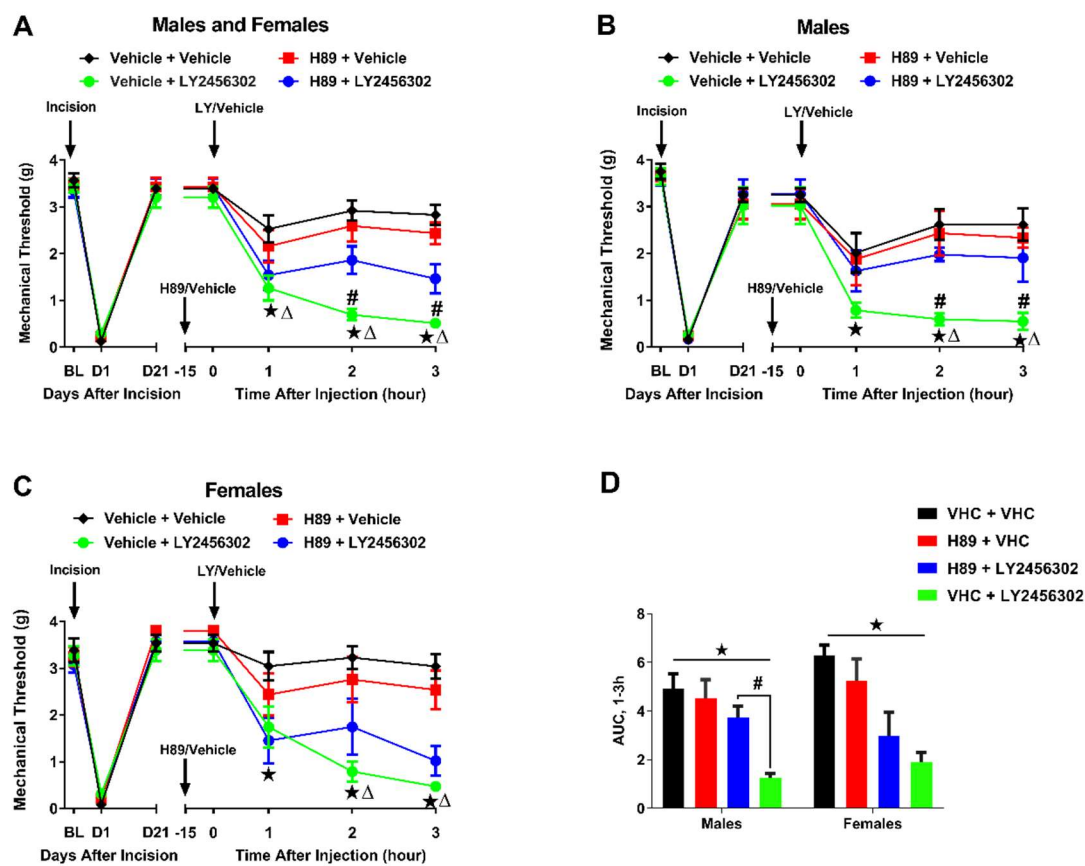 A
Males and Females
Vehicle + Vehicle
H89 + Vehicle
Vehicle + LY2456302
H89 + LY2456302
Incision
LY/Vehicle
Mechanical Threshold (g)
4
3
2
1
0
H89/Vehicle
#
#
★ Δ
★ Δ
★ Δ
BL D1 D21 -15 0 1 2 3
Days After Incision
Time After Injection (hour)
B
Males
Vehicle + Vehicle
H89 + Vehicle
Vehicle + LY2456302
H89 + LY2456302
Incision
LY/Vehicle
Mechanical Threshold (g)
4
3
2
1
0
H89/Vehicle
#
#
★
★ Δ
★ Δ
BL D1 D21 -15 0 1 2 3
Days After Incision
Time After Injection (hour)
C
Females
Vehicle + Vehicle
H89 + Vehicle
Vehicle + LY2456302
H89 + LY2456302
Incision
LY/Vehicle
Mechanical Threshold (g)
4
3
2
1
0
H89/Vehicle
★
★ Δ
★ Δ
BL D1 D21 -15 0 1 2 3
Days After Incision
Time After Injection (hour)
D
VHC + VHC
H89 + VHC
H89 + LY2456302
VHC + LY2456302
AUC, 1-3h
8
6
4
2
0
★
#
★
Males
Females